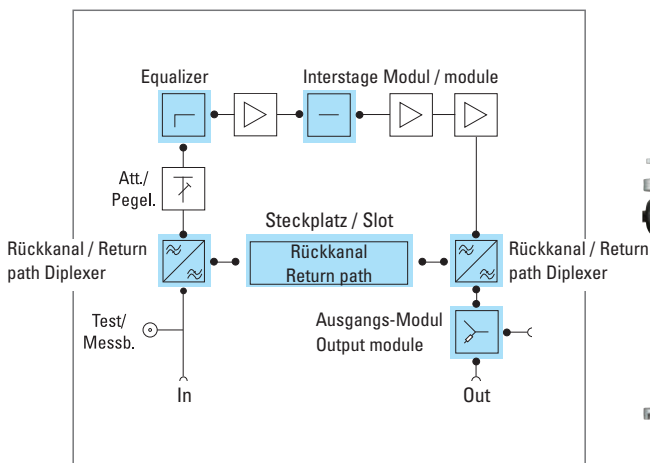 Equalizer
Interstage Modul / module
Att./
Pegel.
Steckplatz / Slot
Rückkanal / Return
path Diplexer
Rückkanal
Return path
Rückkanal / Return
path Diplexer
Test/
Messb.
Ausgangs-Modul
Output module
In
Out